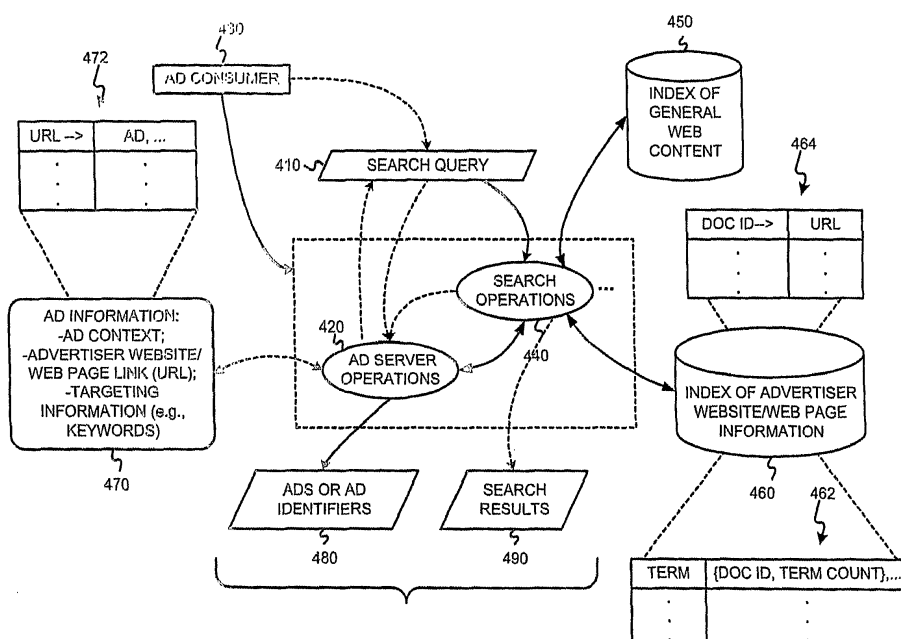 430
450
472
AD CONSUMER
INDEX OF
GENERAL
WEB
CONTENT
URL --> AD, ...
410
SEARCH QUERY
464
DOC ID--> URL
SEARCH
OPERATIONS
...
AD INFORMATION:
-AD CONTEXT;
-ADVERTISER WEBSITE/
WEB PAGE LINK (URL);
-TARGETING
INFORMATION (e.g.,
KEYWORDS)
420
AD SERVER
OPERATIONS
440
INDEX OF ADVERTISER
WEBSITE/WEB PAGE
INFORMATION
470
460
462
ADS OR AD
IDENTIFIERS
SEARCH
RESULTS
480
490
TERM {DOC ID, TERM COUNT},...